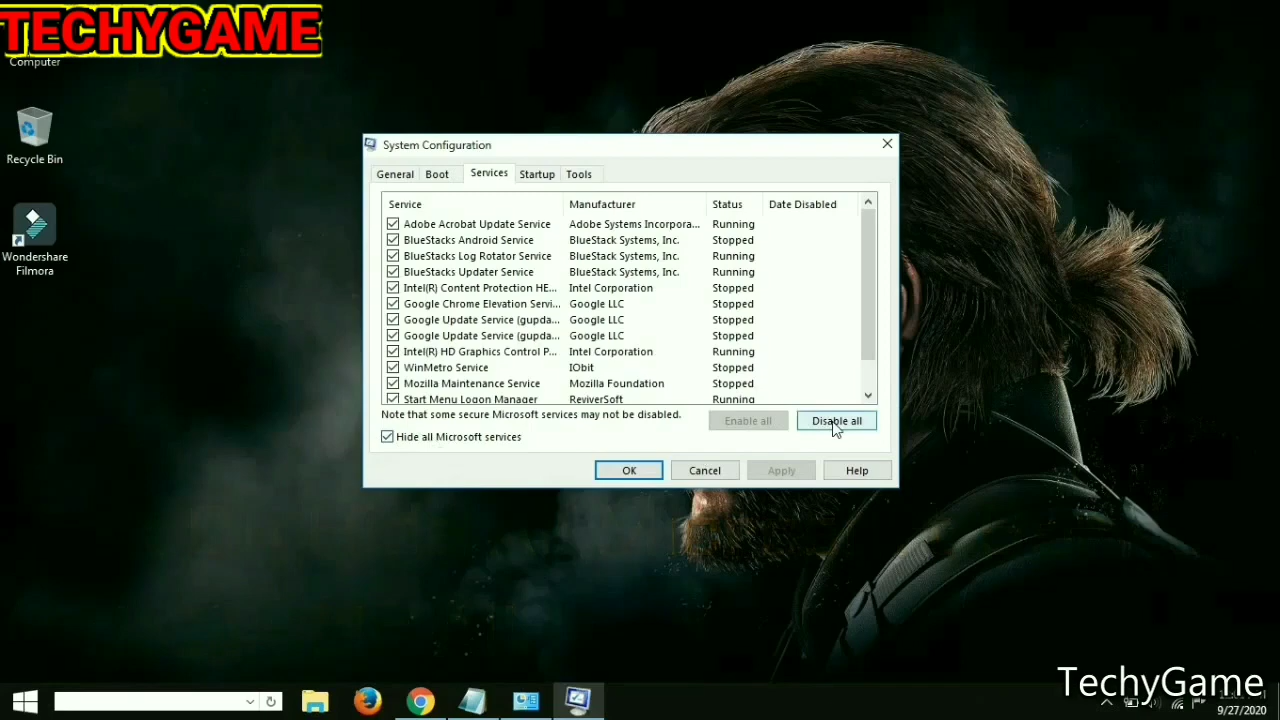 TECHYGAME
Computer
Recycle Bin
Wondershare
Filmora
System Configuration
General Boot Services Startup Tools
Service Manufacturer Status Date Disabled
Adobe Acrobat Update Service Adobe Systems Incorpora... Running
BlueStacks Android Service BlueStack Systems, Inc. Stopped
BlueStacks Log Rotator Service BlueStack Systems, Inc. Running
BlueStacks Updater Service BlueStack Systems, Inc. Running
Intel(R) Content Protection HE... Intel Corporation Stopped
Google Chrome Elevation Servi... Google LLC Stopped
Google Update Service (gupda... Google LLC Stopped
Google Update Service (gupda... Google LLC Stopped
Intel(R) HD Graphics Control P... Intel Corporation Running
WinMetro Service IObit Stopped
Mozilla Maintenance Service Mozilla Foundation Stopped
Start Menu Logon Manager ReviverSoft Running
Note that some secure Microsoft services may not be disabled.
Enable all Disable all
Hide all Microsoft services
OK Cancel Apply Help
TechyGame
9/27/2020